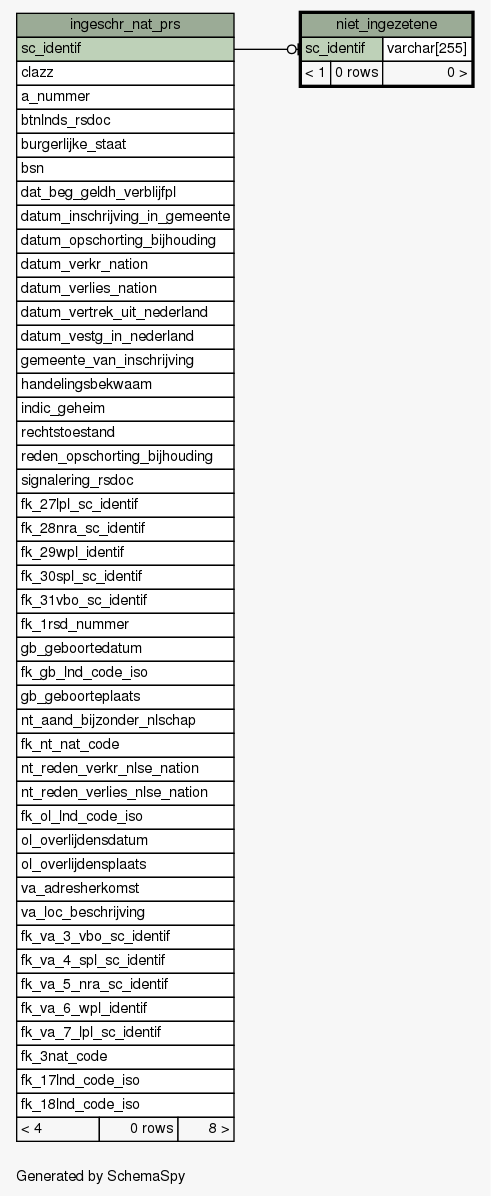 ingeschr_nat_prs
sc_identif
clazz
a_nummer
btnlnds_rsdoc
burgerlijke_staat
bsn
dat_beg_geldh_verblijfpl
datum_inschrijving_in_gemeente
datum_opschorting_bijhouding
datum_verkr_nation
datum_verlies_nation
datum_vertrek_uit_nederland
datum_vestg_in_nederland
gemeente_van_inschrijving
handelingsbekwaam
indic_geheim
rechtstoestand
reden_opschorting_bijhouding
signalering_rsdoc
fk_27lpl_sc_identif
fk_28nra_sc_identif
fk_29wpl_identif
fk_30spl_sc_identif
fk_31vbo_sc_identif
fk_1rsd_nummer
gb_geboortedatum
fk_gb_lnd_code_iso
gb_geboorteplaats
nt_aand_bijzonder_nlschap
fk_nt_nat_code
nt_reden_verkr_nlse_nation
nt_reden_verlies_nlse_nation
fk_ol_lnd_code_iso
ol_overlijdensdatum
ol_overlijdensplaats
va_adresherkomst
va_loc_beschrijving
fk_va_3_vbo_sc_identif
fk_va_4_spl_sc_identif
fk_va_5_nra_sc_identif
fk_va_6_wpl_identif
fk_va_7_lpl_sc_identif
fk_3nat_code
fk_17lnd_code_iso
fk_18lnd_code_iso
< 4 0 rows 8 >
niet_ingezetene
sc_identif varchar[255]
< 1 0 rows 0 >
Generated by SchemaSpy